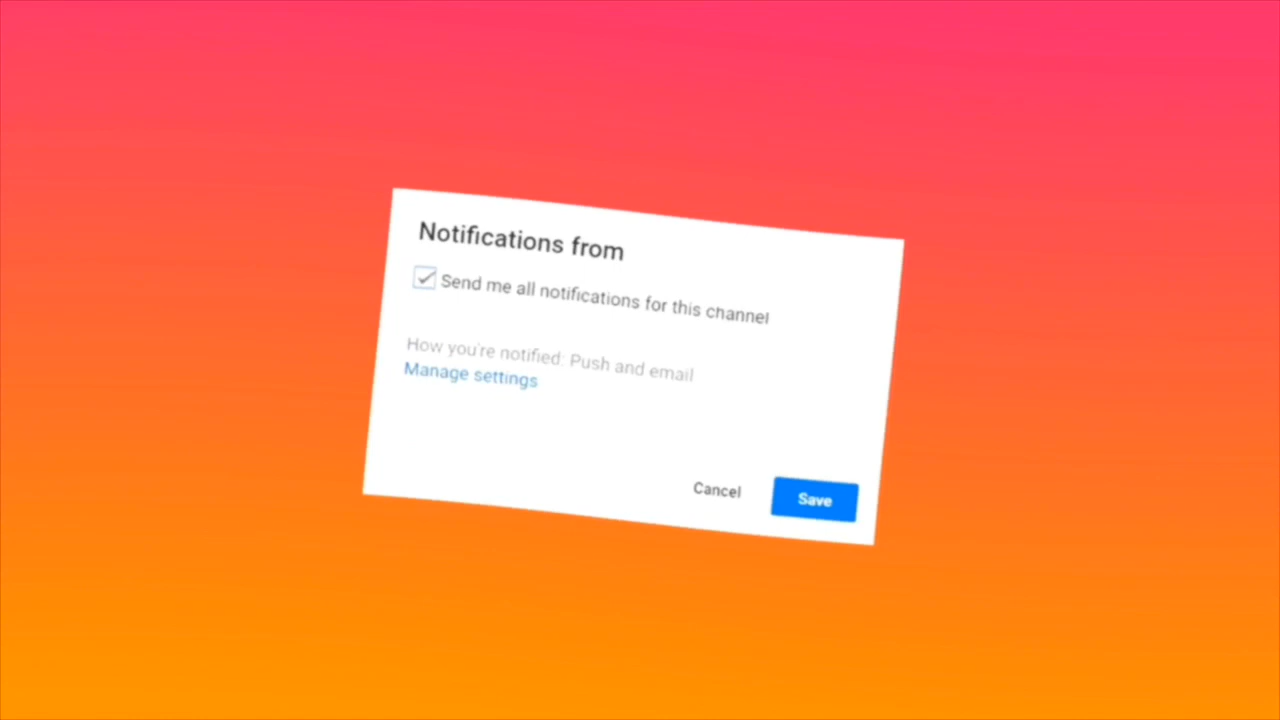 Notifications from
Send me all notifications for this channel
How you're notified: Push and email
Manage settings
Cancel
Save